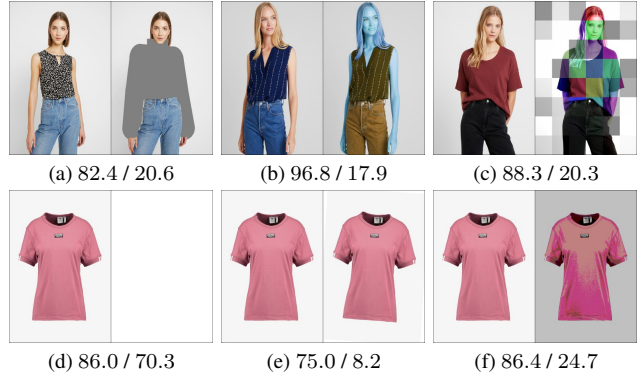 (a) 82.4 / 20.6
(b) 96.8 / 17.9
(c) 88.3 / 20.3
(d) 86.0 / 70.3
(e) 75.0 / 8.2
(f) 86.4 / 24.7